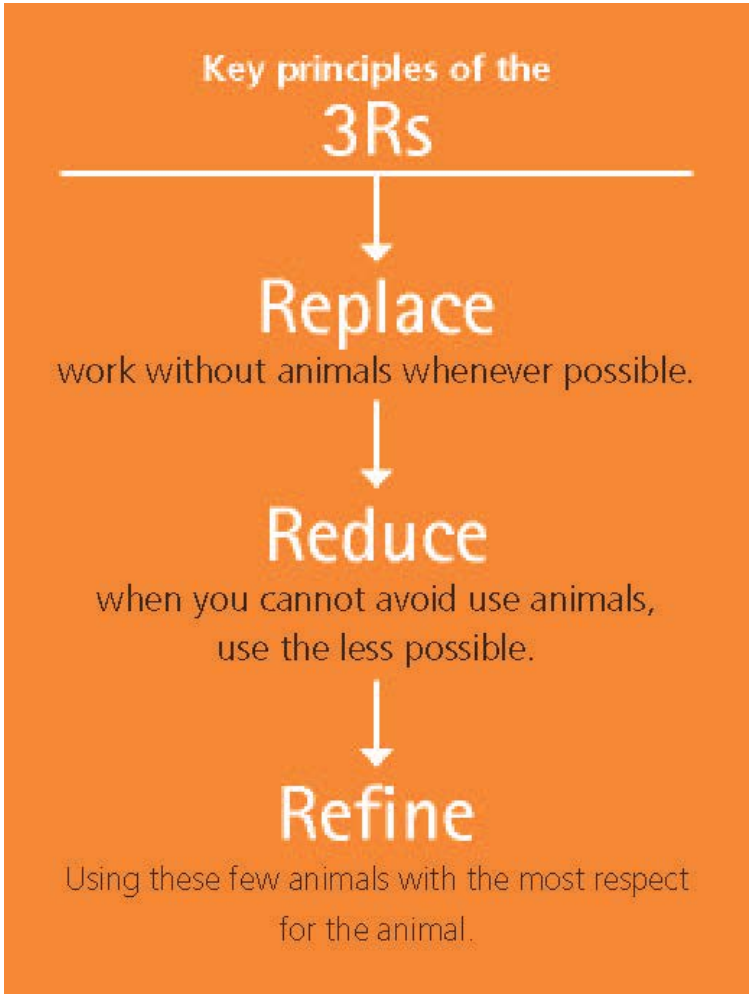 Key principles of the
3Rs
Replace
work without animals whenever possible.
Reduce
when you cannot avoid use animals,
use the less possible.
Refine
Using these few animals with the most respect
for the animal.